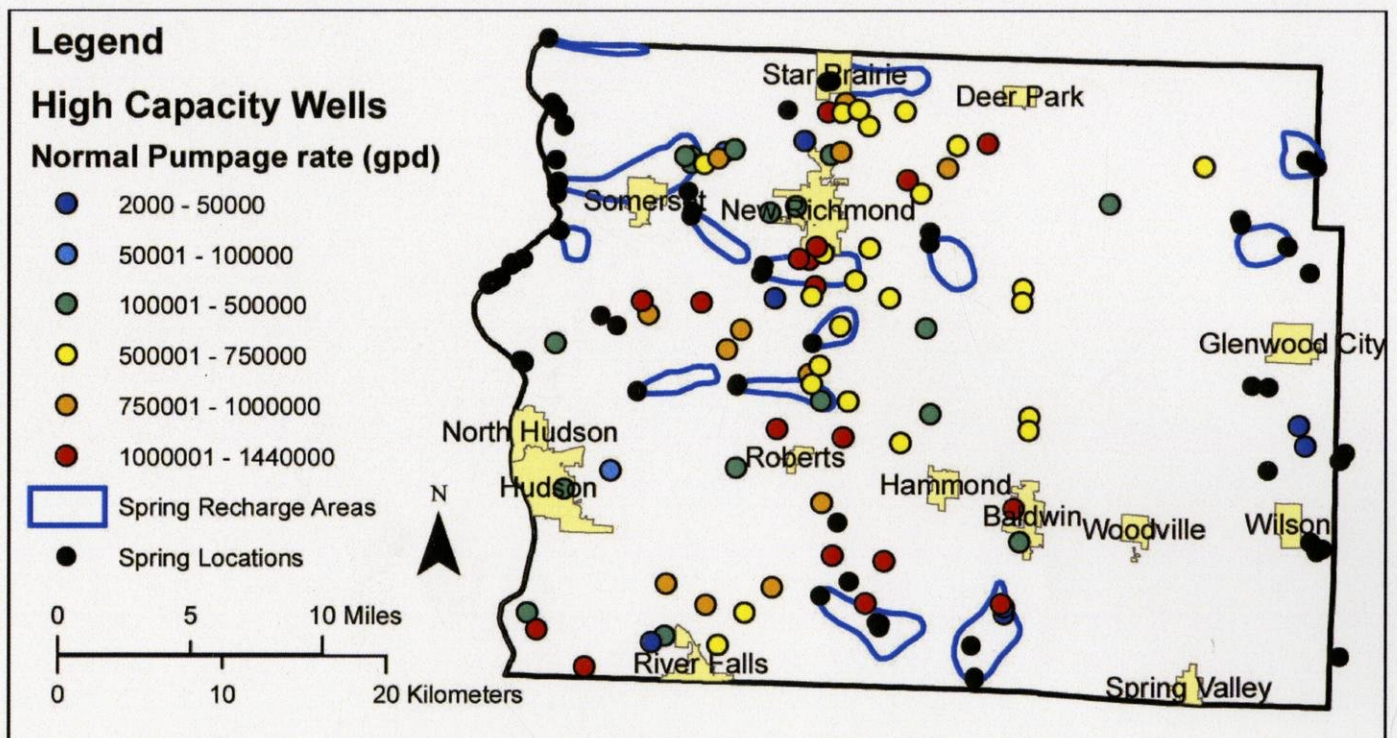 Legend
High Capacity Wells
Normal Pumpage rate (gpd)
2000 - 50000
50001 - 100000
100001 - 500000
500001 - 750000
750001 - 1000000
1000001 - 1440000
Spring Recharge Areas
Spring Locations
0 5 10 Miles
0 10 20 Kilometers
N
Star Prairie
Deer Park
Somerset
New Richmond
Glenwood City
North Hudson
Hudson
Roberts
Hammond
Baldwin
Woodville
Wilson
River Falls
Spring Valley